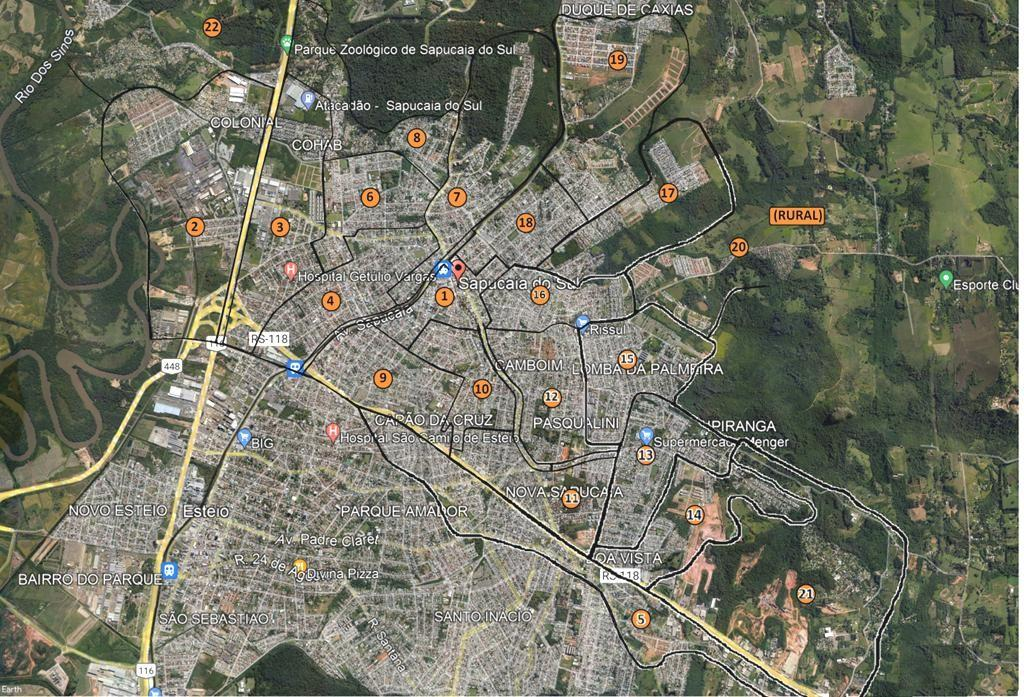 DUQUE DE CAXIAS
22
Rio Dos Sinos
Parque Zoológico de Sapucaia do Sul
19
Atacadão - Sapucaia do Sul
COLONIAL
COHAB
8
6
7
17
18
(RURAL)
2
3
20
Hospital Getúlio Vargas
Sapucaia do Sul
Esporte Clu
4
1
16
Av. Sapucaia
Rissul
RS-118
15
448
CAMBOIM
LOMBA DA PALMEIRA
9
10
12
CAPÃO DA CRUZ
PASQUALINI
IPIRANGA
BIG
Hospital São Camilo de Esteio
Supermercado Menger
13
NOVA SAPUCAIA
11
NOVO ESTEIO
Esteio
PARQUE AMADOR
14
Av. Padre Claret
OA VISTA
R. 24 de Ag
Divina Pizza
RS-118
BAIRRO DO PARQUE
21
SÃO SEBASTIAO
SANTO INACIO
5
116
Earth